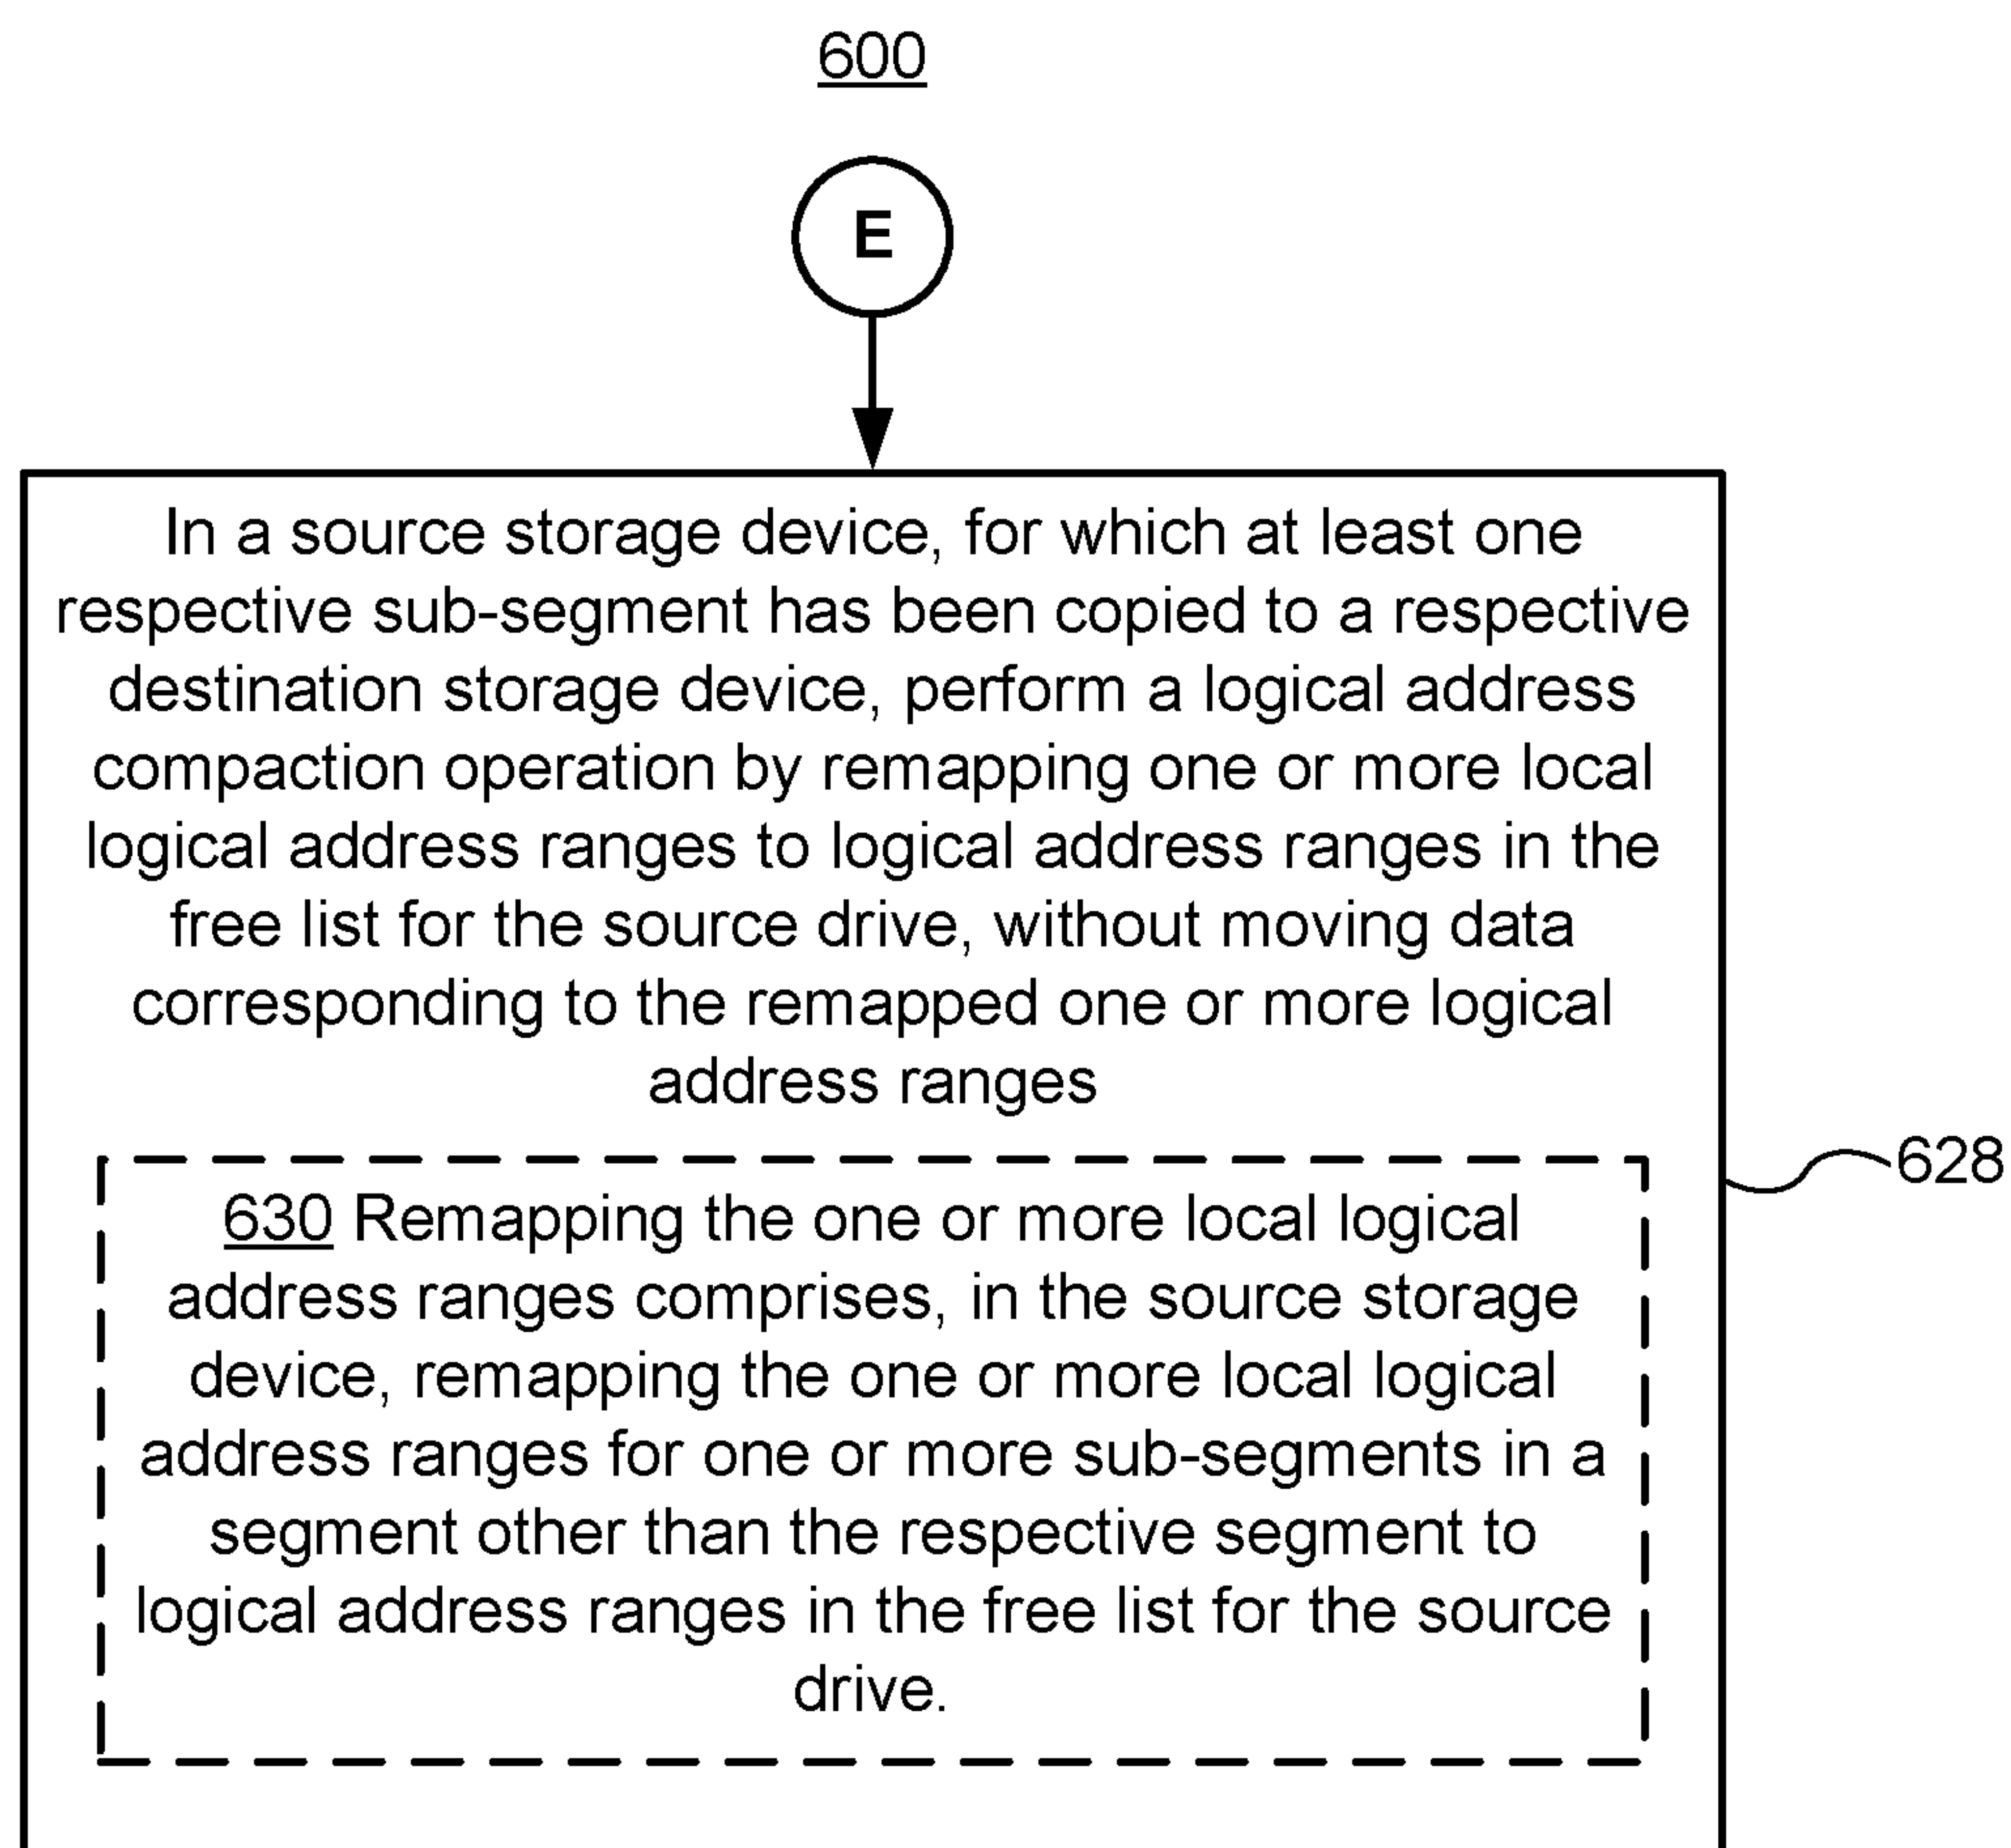 600
E
In a source storage device, for which at least one
respective sub-segment has been copied to a respective
destination storage device, perform a logical address
compaction operation by remapping one or more local
logical address ranges to logical address ranges in the
free list for the source drive, without moving data
corresponding to the remapped one or more logical
address ranges
628
630 Remapping the one or more local logical
address ranges comprises, in the source storage
device, remapping the one or more local logical
address ranges for one or more sub-segments in a
segment other than the respective segment to
logical address ranges in the free list for the source
drive.